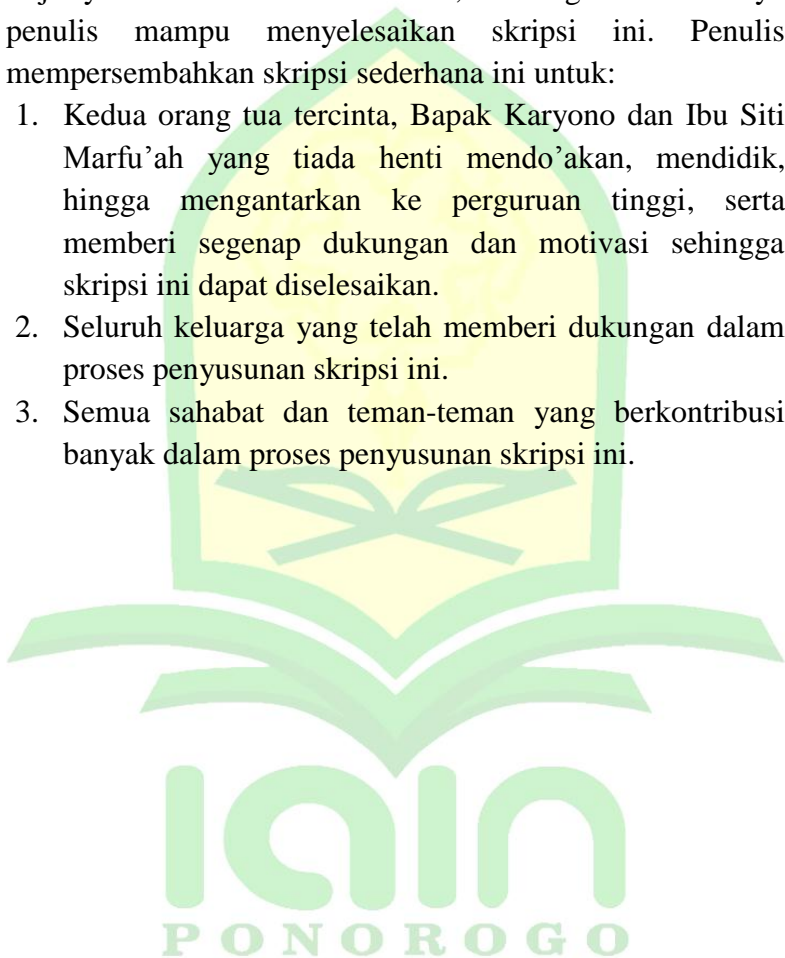 penulis mampu menyelesaikan skripsi ini. Penulis
mempersembahkan skripsi sederhana ini untuk:
1. Kedua orang tua tercinta, Bapak Karyono dan Ibu Siti
Marfu’ah yang tiada henti mendo’akan, mendidik,
hingga mengantarkan ke perguruan tinggi, serta
memberi segenap dukungan dan motivasi sehingga
skripsi ini dapat diselesaikan.
2. Seluruh keluarga yang telah memberi dukungan dalam
proses penyusunan skripsi ini.
3. Semua sahabat dan teman-teman yang berkontribusi
banyak dalam proses penyusunan skripsi ini.
iain
PONOROGO